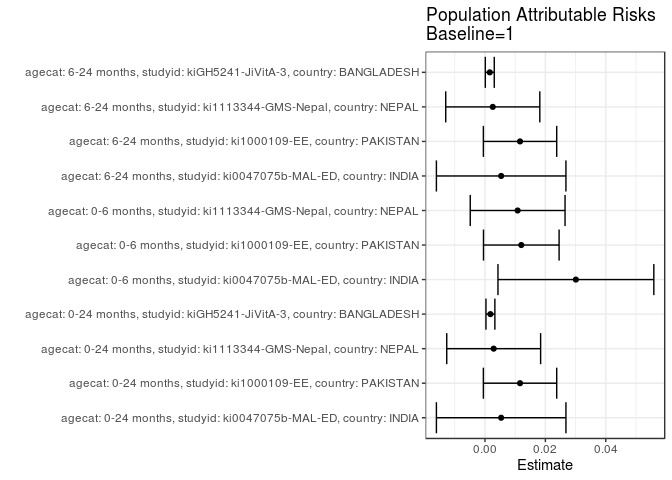 Population Attributable Risks
Baseline=1
agecat: 6-24 months, studyid: kiGH5241-JiVitA-3, country: BANGLADESH
agecat: 6-24 months, studyid: ki1113344-GMS-Nepal, country: NEPAL
agecat: 6-24 months, studyid: ki1000109-EE, country: PAKISTAN
agecat: 6-24 months, studyid: ki0047075b-MAL-ED, country: INDIA
agecat: 0-6 months, studyid: ki1113344-GMS-Nepal, country: NEPAL
agecat: 0-6 months, studyid: ki1000109-EE, country: PAKISTAN
agecat: 0-6 months, studyid: ki0047075b-MAL-ED, country: INDIA
agecat: 0-24 months, studyid: kiGH5241-JiVitA-3, country: BANGLADESH
agecat: 0-24 months, studyid: ki1113344-GMS-Nepal, country: NEPAL
agecat: 0-24 months, studyid: ki1000109-EE, country: PAKISTAN
agecat: 0-24 months, studyid: ki0047075b-MAL-ED, country: INDIA
0.00 0.02 0.04
Estimate